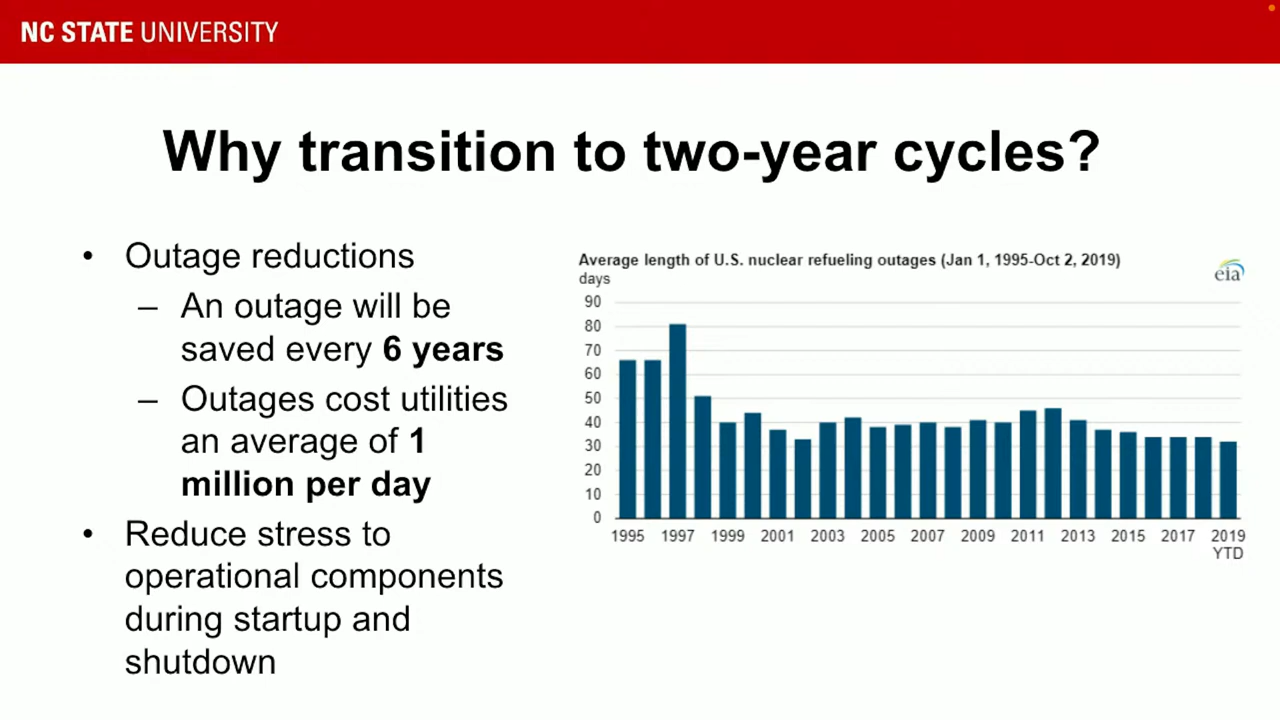 NC STATE UNIVERSITY
Why transition to two-year cycles?
• Outage reductions
– An outage will be
saved every 6 years
– Outages cost utilities
an average of 1
million per day
• Reduce stress to
operational components
during startup and
shutdown
Average length of U.S. nuclear refueling outages (Jan 1, 1995-Oct 2, 2019)
days
eia
90
80
70
60
50
40
30
20
10
0
1995 1997 1999 2001 2003 2005 2007 2009 2011 2013 2015 2017 2019
YTD